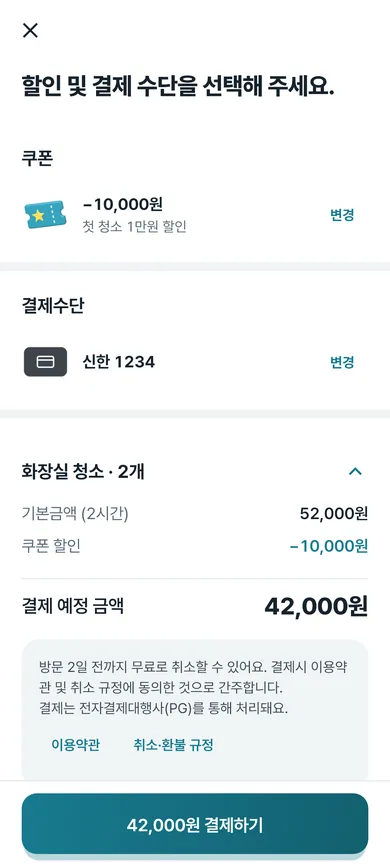 할인 및 결제 수단을 선택해 주세요.
쿠폰
-10,000원
첫 청소 1만원 할인
변경
결제수단
신한 1234
변경
화장실 청소 · 2개
기본금액 (2시간)
52,000원
쿠폰 할인
-10,000원
결제 예정 금액
42,000원
방문 2일 전까지 무료로 취소할 수 있어요. 결제시 이용약
관 및 취소 규정에 동의한 것으로 간주합니다.
결제는 전자결제대행사(PG)를 통해 처리돼요.
이용약관
취소·환불 규정
42,000원 결제하기